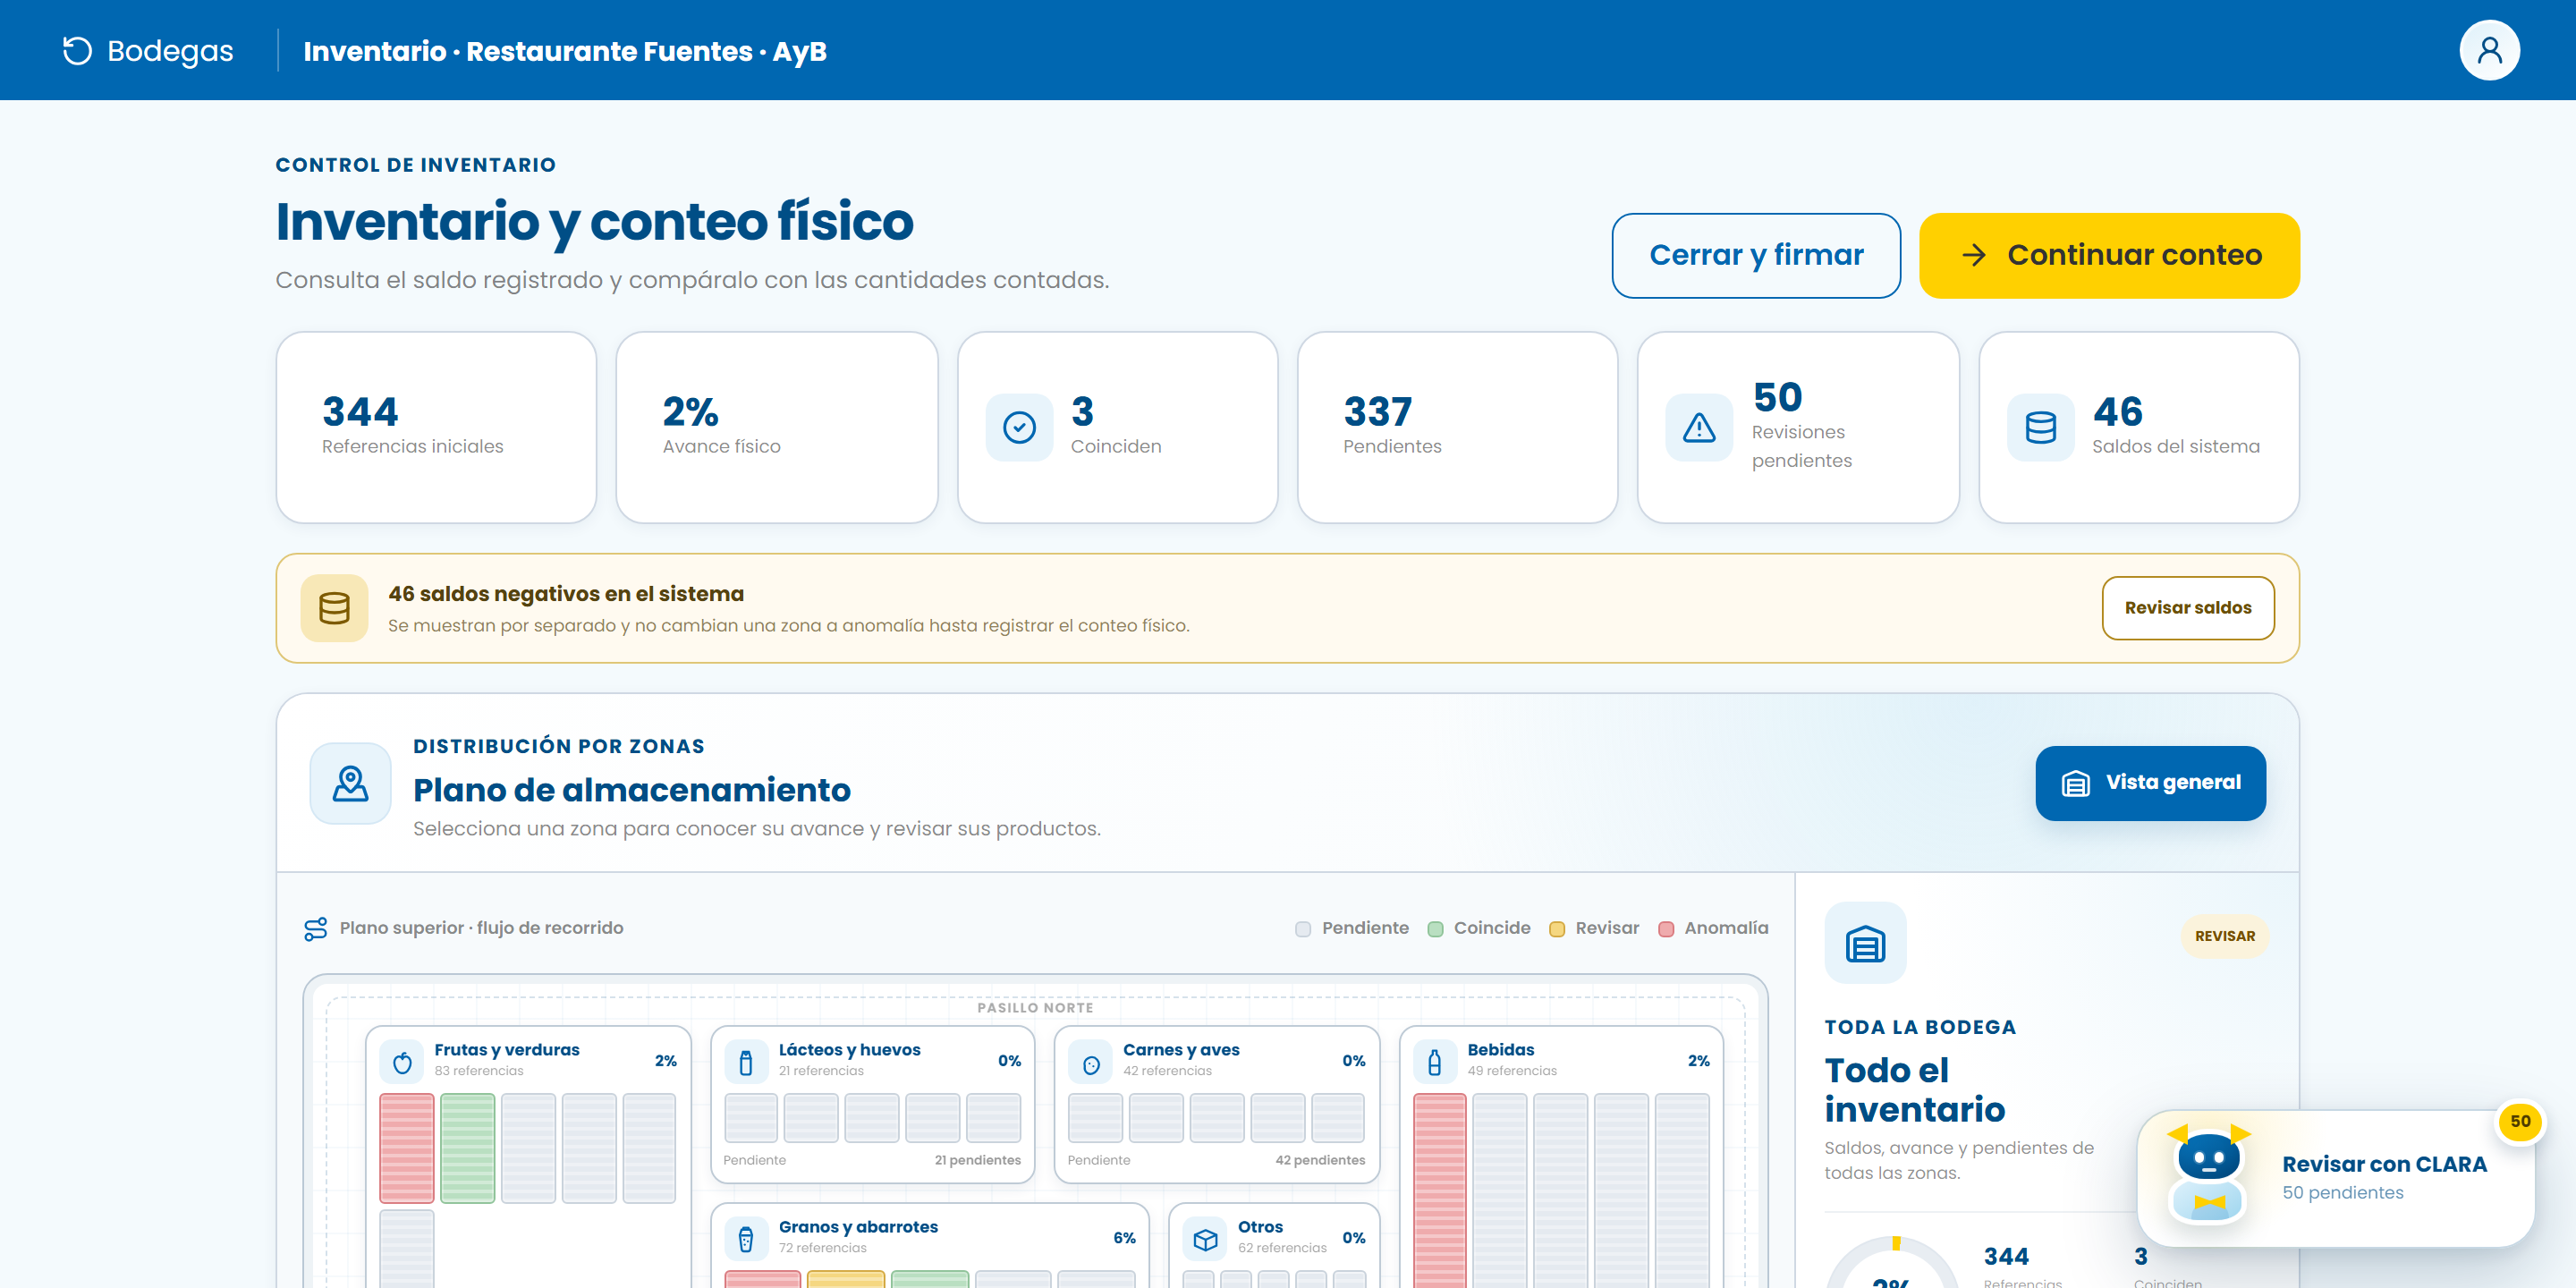 Bodegas
Inventario · Restaurante Fuentes · AyB
CONTROL DE INVENTARIO
Inventario y conteo físico
Consulta el saldo registrado y compáralo con las cantidades contadas.
Cerrar y firmar
Continuar conteo
344
Referencias iniciales
2%
Avance físico
3
Coinciden
337
Pendientes
50
Revisiones
pendientes
46
Saldos del sistema
46 saldos negativos en el sistema
Se muestran por separado y no cambian una zona a anomalía hasta registrar el conteo físico.
Revisar saldos
DISTRIBUCIÓN POR ZONAS
Plano de almacenamiento
Selecciona una zona para conocer su avance y revisar sus productos.
Vista general
Plano superior · flujo de recorrido
Pendiente
Coincide
Revisar
Anomalía
PASILLO NORTE
Frutas y verduras
83 referencias
2%
Lácteos y huevos
21 referencias
0%
Pendiente
21 pendientes
Carnes y aves
42 referencias
0%
Pendiente
42 pendientes
Bebidas
49 referencias
2%
Granos y abarrotes
72 referencias
6%
Otros
62 referencias
0%
REVISAR
TODA LA BODEGA
Todo el
inventario
Saldos, avance y pendientes de
todas las zonas.
2%
344
Referencias
3
Coinciden
50
Revisar con CLARA
50 pendientes